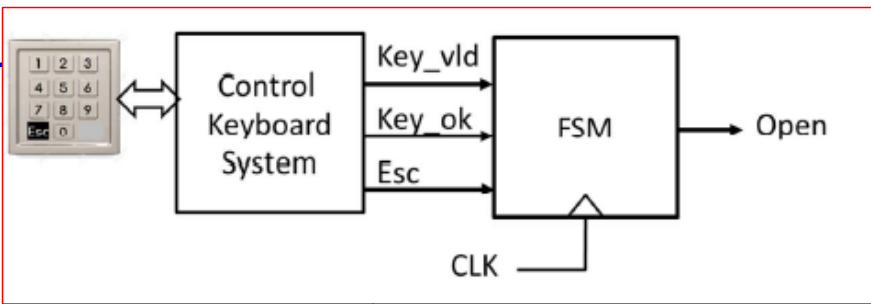 1 2 3
4 5 6
7 8 9
Esc 0
Control
Keyboard
System
Key_vld
Key_ok
Esc
FSM
Open
CLK